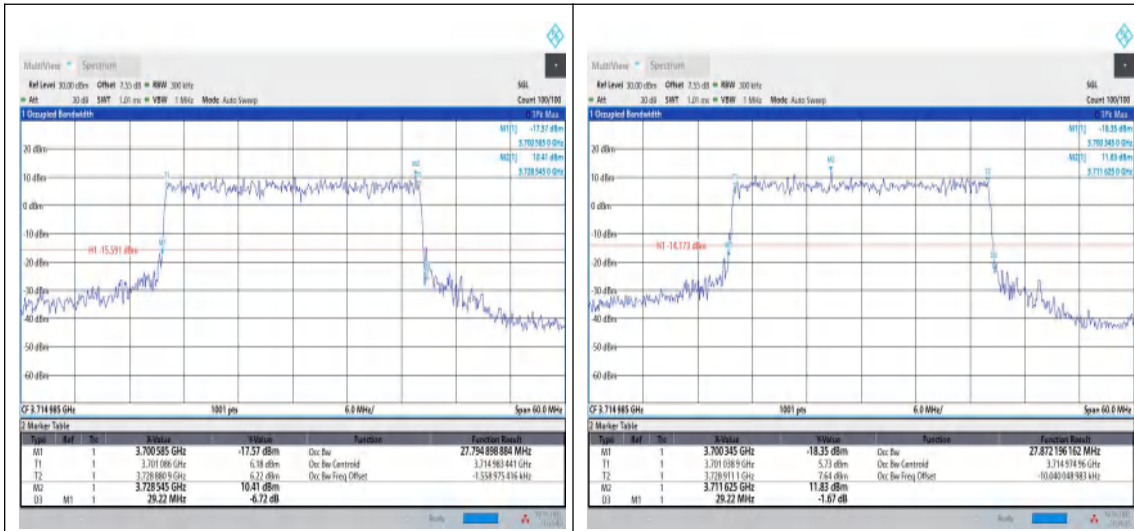 MultiView Spectrum
Ref Level 30.00 dBm Offset 7.55 dB RBW 300 kHz SGL
Att 30 dB SWT 1.01 ms VBW 1 MHz Mode Auto Sweep Count 100/100
1 Occupied Bandwidth 1Pk Max
M1[1] -17.57 dBm
3.700 585 0 GHz
M2[1] 10.41 dBm
3.728 545 0 GHz
20 dBm
10 dBm
0 dBm
-10 dBm
H1 -15.591 dBm
-20 dBm
-30 dBm
-40 dBm
-50 dBm
-60 dBm
CF 3.714 985 GHz 1001 pts 6.0 MHz/ Span 60.0 MHz
2 Marker Table
Type Ref Trc X-Value Y-Value Function Function Result
M1 1 3.700 585 GHz -17.57 dBm Occ Bw 27.794 898 884 MHz
T1 1 3.701 086 GHz 6.18 dBm Occ Bw Centroid 3.714 983 441 GHz
T2 1 3.728 880 9 GHz 6.22 dBm Occ Bw Freq Offset -1.558 975 416 kHz
M2 1 3.728 545 GHz 10.41 dBm
D3 M1 1 29.22 MHz -6.72 dB
Ready
MultiView Spectrum
Ref Level 30.00 dBm Offset 7.55 dB RBW 300 kHz SGL
Att 30 dB SWT 1.01 ms VBW 1 MHz Mode Auto Sweep Count 100/100
1 Occupied Bandwidth 1Pk Max
M1[1] -18.35 dBm
3.700 345 0 GHz
M2[1] 11.83 dBm
3.711 625 0 GHz
20 dBm
10 dBm
0 dBm
-10 dBm
H1 -14.173 dBm
-20 dBm
-30 dBm
-40 dBm
-50 dBm
-60 dBm
CF 3.714 985 GHz 1001 pts 6.0 MHz/ Span 60.0 MHz
2 Marker Table
Type Ref Trc X-Value Y-Value Function Function Result
M1 1 3.700 345 GHz -18.35 dBm Occ Bw 27.872 196 162 MHz
T1 1 3.701 038 9 GHz 5.73 dBm Occ Bw Centroid 3.714 974 96 GHz
T2 1 3.728 911 1 GHz 7.64 dBm Occ Bw Freq Offset -10.040 048 983 kHz
M2 1 3.711 625 GHz 11.83 dBm
D3 M1 1 29.22 MHz -1.67 dB
Ready